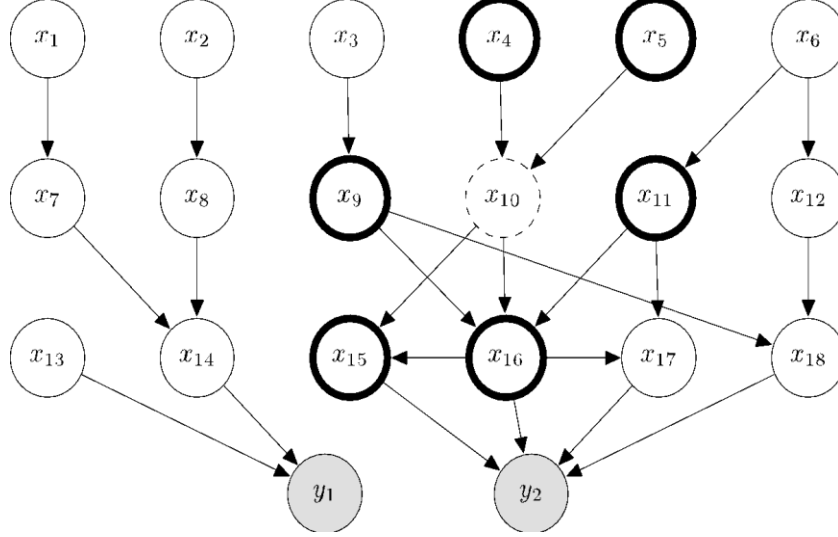 x₁ x₂ x₃ x₄ x₅ x₆
x₇ x₈ x₉ x₁₀ x₁₁ x₁₂
x₁₃ x₁₄ x₁₅ x₁₆ x₁₇ x₁₈
y₁ y₂